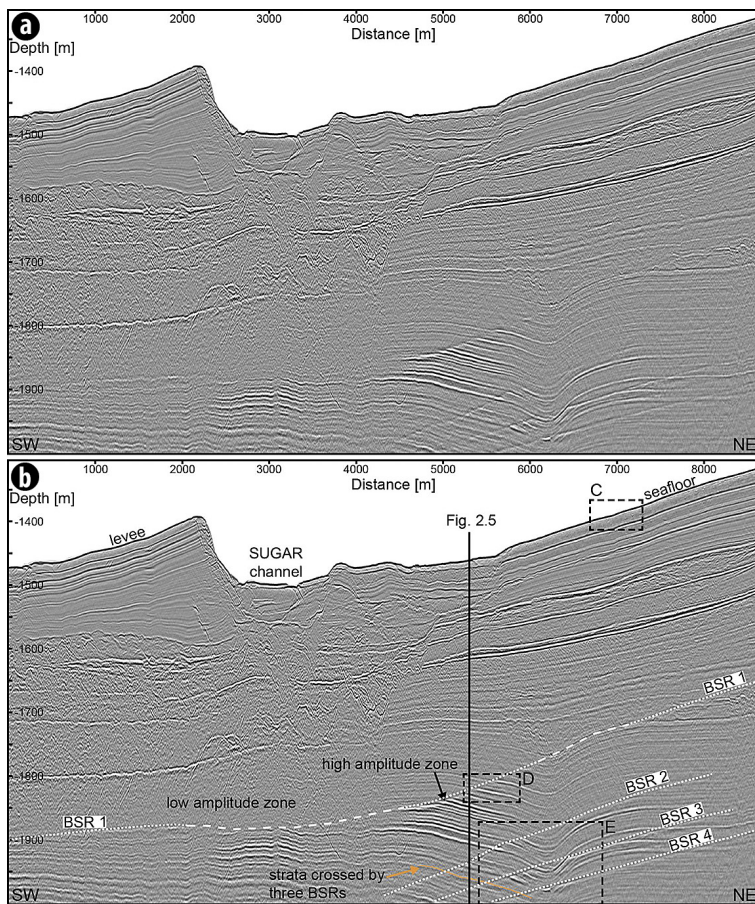 a
1000 2000 3000 4000 5000 6000 7000 8000
Distance [m]
Depth [m]
-1400
-1500
-1600
-1700
-1800
-1900
SW NE
b
1000 2000 3000 4000 5000 6000 7000 8000
Distance [m]
Depth [m]
C
seafloor
Fig. 2.5
-1400
levee
SUGAR
channel
-1500
-1600
-1700
BSR 1
high amplitude zone
D
BSR 2
-1800
low amplitude zone
BSR 1
BSR 3
E
BSR 4
-1900
strata crossed by
three BSRs
SW NE